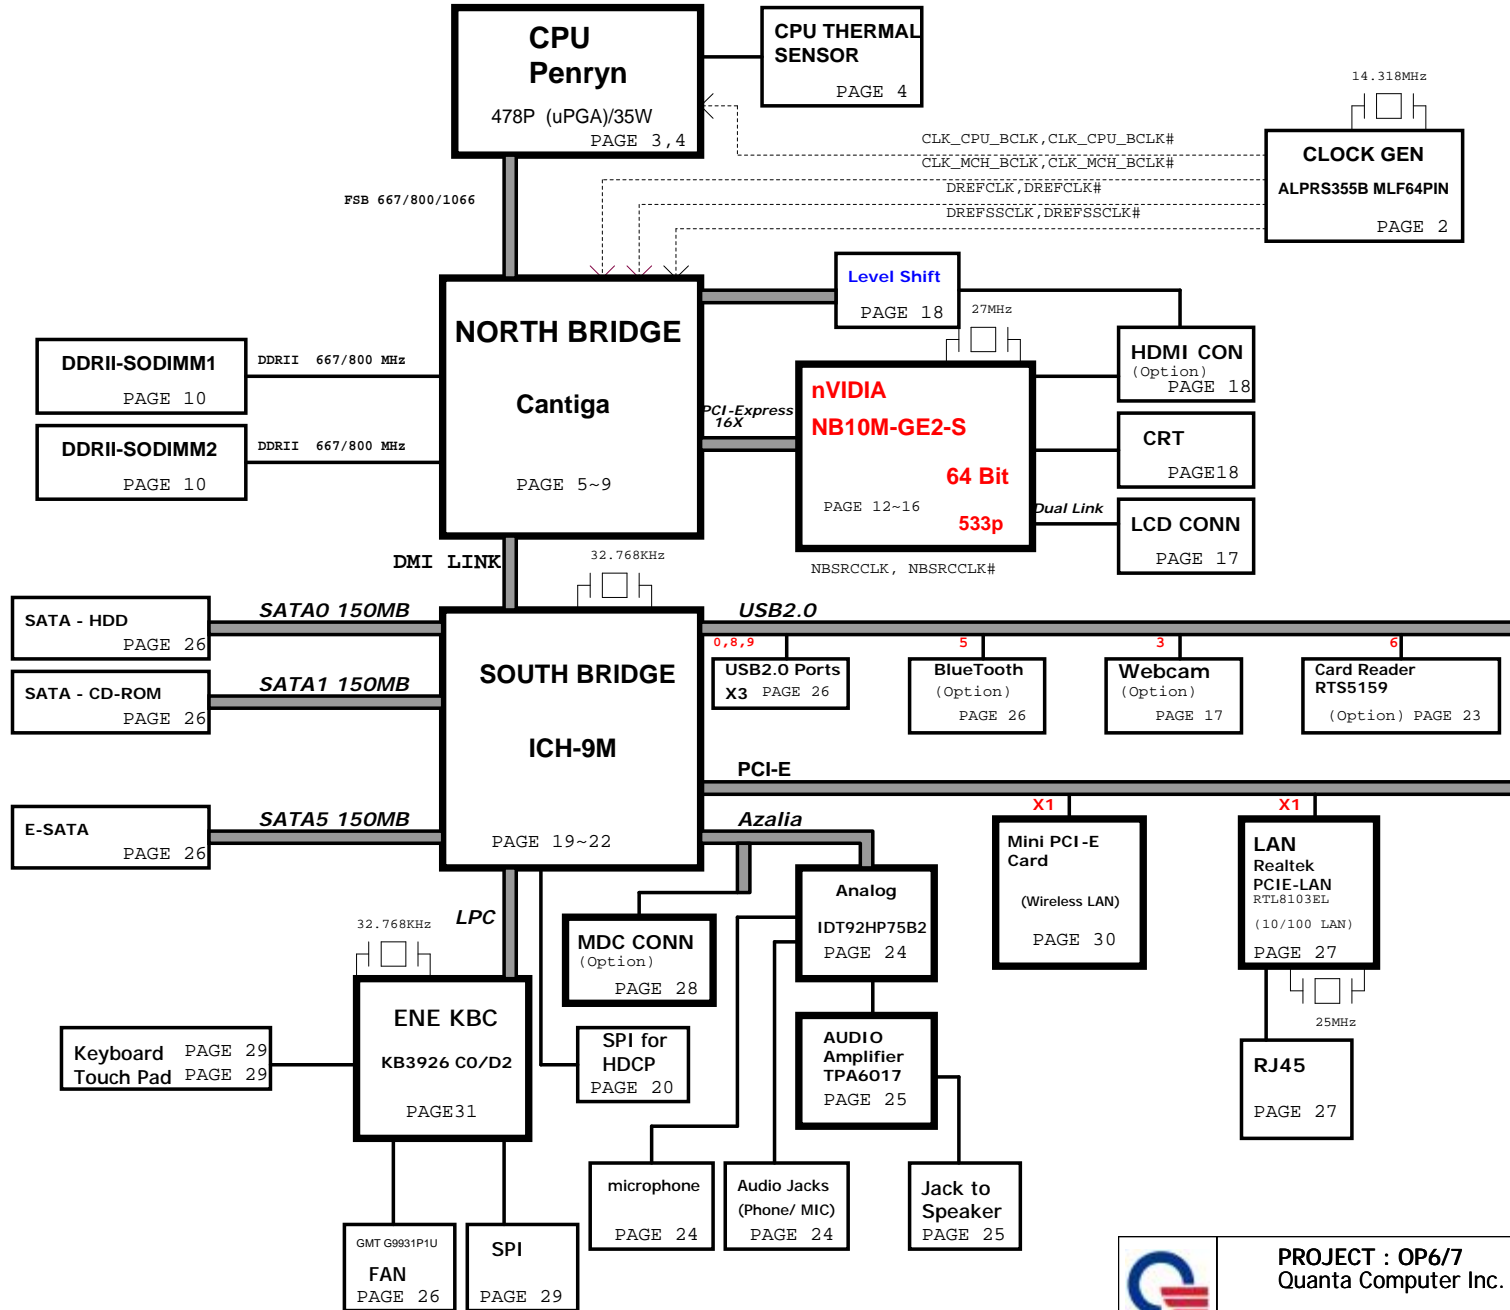 CPU
Penryn
478P (uPGA)/35W
PAGE 3,4
CPU THERMAL
SENSOR
PAGE 4
14.318MHz
CLOCK GEN
ALPRS355B MLF64PIN
PAGE 2
CLK_CPU_BCLK,CLK_CPU_BCLK#
CLK_MCH_BCLK,CLK_MCH_BCLK#
DREFCLK,DREFCLK#
DREFSSCLK,DREFSSCLK#
FSB 667/800/1066
NORTH BRIDGE
Cantiga
PAGE 5~9
Level Shift
PAGE 18
27MHz
DDRII-SODIMM1
PAGE 10
DDRII 667/800 MHz
DDRII-SODIMM2
PAGE 10
DDRII 667/800 MHz
PCI-Express
16X
nVIDIA
NB10M-GE2-S
64 Bit
PAGE 12~16
533p
NBSRCCLK, NBSRCCLK#
HDMI CON
(Option)
PAGE 18
CRT
PAGE18
Dual Link
LCD CONN
PAGE 17
DMI LINK
32.768KHz
SATA - HDD
PAGE 26
SATA0 150MB
SATA - CD-ROM
PAGE 26
SATA1 150MB
E-SATA
PAGE 26
SATA5 150MB
SOUTH BRIDGE
ICH-9M
PAGE 19~22
USB2.0
0,8,9
USB2.0 Ports
X3 PAGE 26
5
BlueTooth
(Option)
PAGE 26
3
Webcam
(Option)
PAGE 17
6
Card Reader
RTS5159
(Option) PAGE 23
PCI-E
X1
Mini PCI-E
Card
(Wireless LAN)
PAGE 30
X1
LAN
Realtek
PCIE-LAN
RTL8103EL
(10/100 LAN)
PAGE 27
25MHz
RJ45
PAGE 27
Azalia
Analog
IDT92HP75B2
PAGE 24
MDC CONN
(Option)
PAGE 28
LPC
32.768KHz
ENE KBC
KB3926 C0/D2
PAGE31
Keyboard PAGE 29
Touch Pad PAGE 29
SPI for
HDCP
PAGE 20
AUDIO
Amplifier
TPA6017
PAGE 25
microphone
PAGE 24
Audio Jacks
(Phone/ MIC)
PAGE 24
Jack to
Speaker
PAGE 25
GMT G9931P1U
FAN
PAGE 26
SPI
PAGE 29
PROJECT : OP6/7
Quanta Computer Inc.